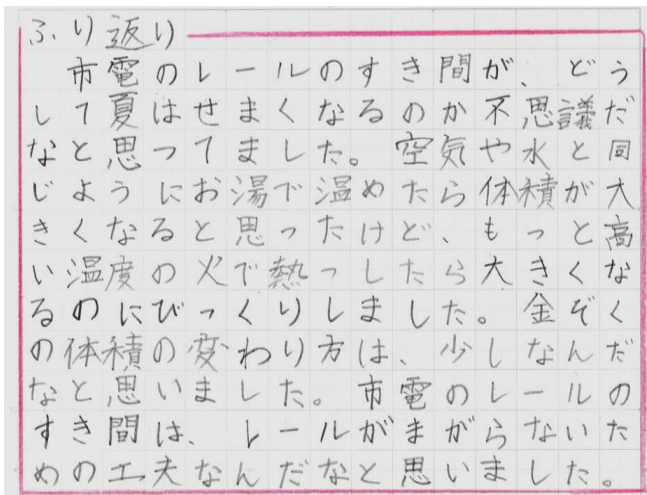 ふり返り
市電のレールのすき間が、どう
して夏はせまくなるのか不思議だ
なと思ってました。空気や水と同
じようにお湯で温めたら体積が大
きくなると思ったけど、もっと高
い温度の火で熱っしたら大きくな
るのにびっくりしました。金ぞく
の体積の変わり方は、少しなんだ
なと思いました。市電のレールの
すき間は、レールがまがらないた
めの工夫なんだなと思いました。